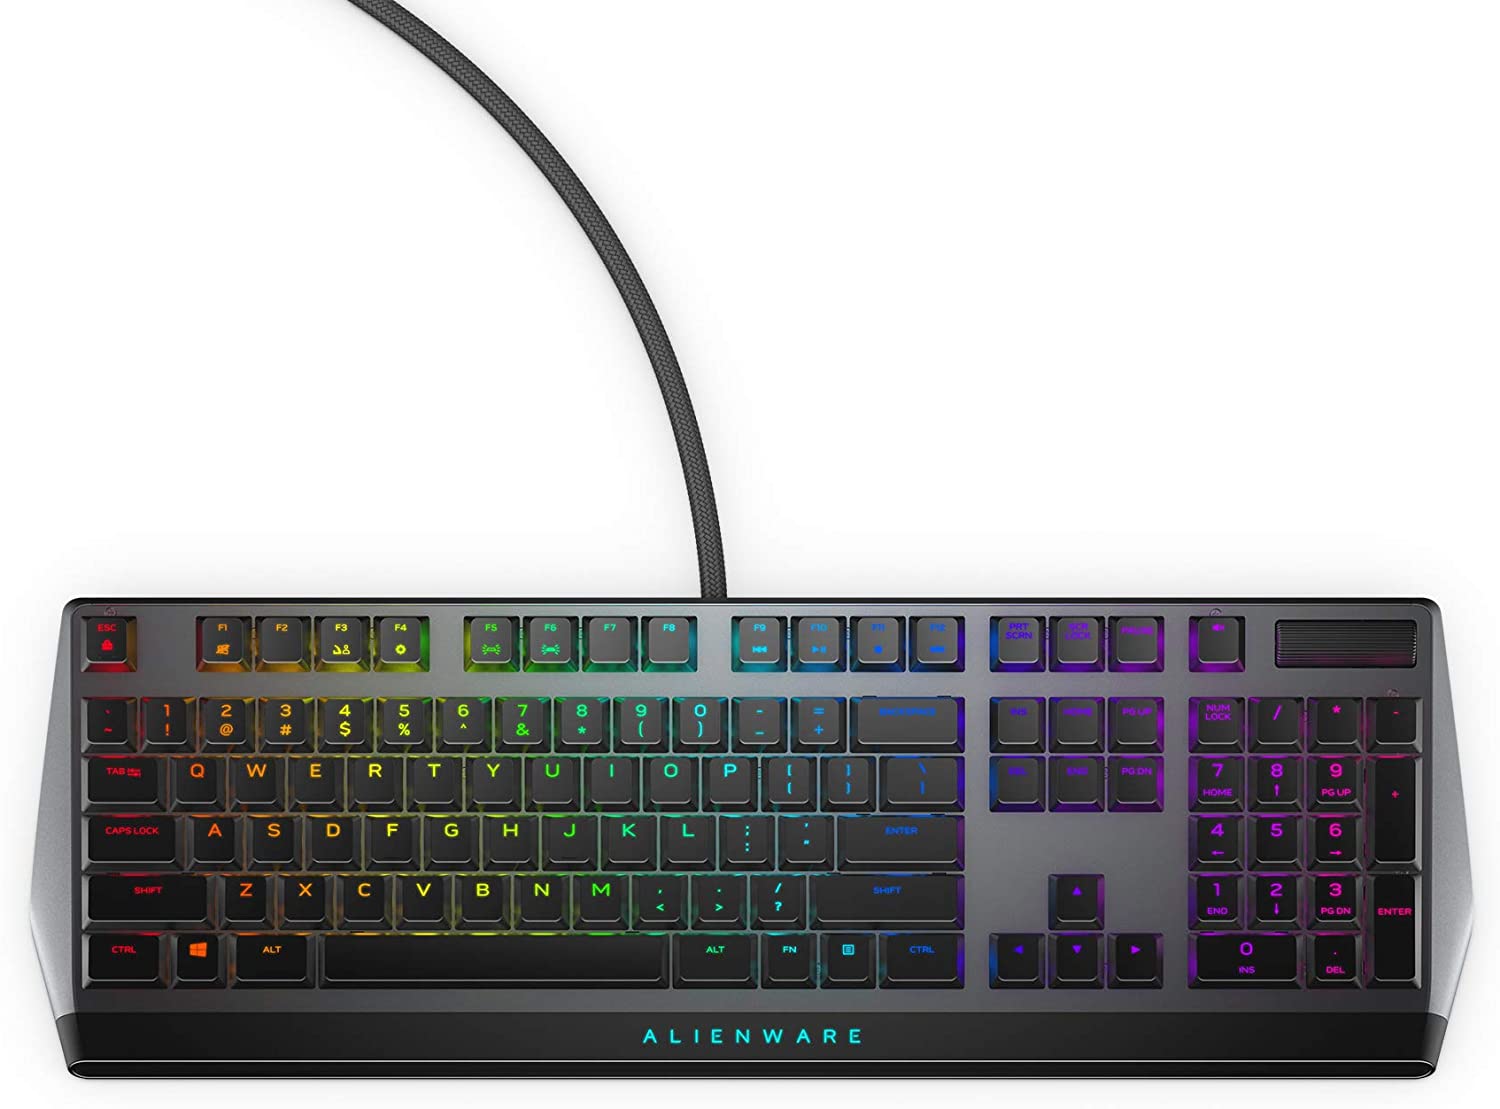 ESC F1 F2 F3 F4 F5 F6 F7 F8 F9 F10 F11 F12 PRT SCRN SCR LOCK PAUSE
` 1 2 3 4 5 6 7 8 9 0 - = BACKSPACE INS HOME PG UP NUM LOCK / * -
~ ! @ # $ % ^ & * ( ) _ +
TAB Q W E R T Y U I O P [ ] \ DEL END PG DN 7 8 9 +
{ } | HOME ↑ PG UP
CAPS LOCK A S D F G H J K L ; ' ENTER 4 5 6
: " ← →
SHIFT Z X C V B N M , . / SHIFT 1 2 3 ENTER
< > ? END ↓ PG DN
CTRL ALT ALT FN CTRL 0 .
INS DEL
ALIENWARE